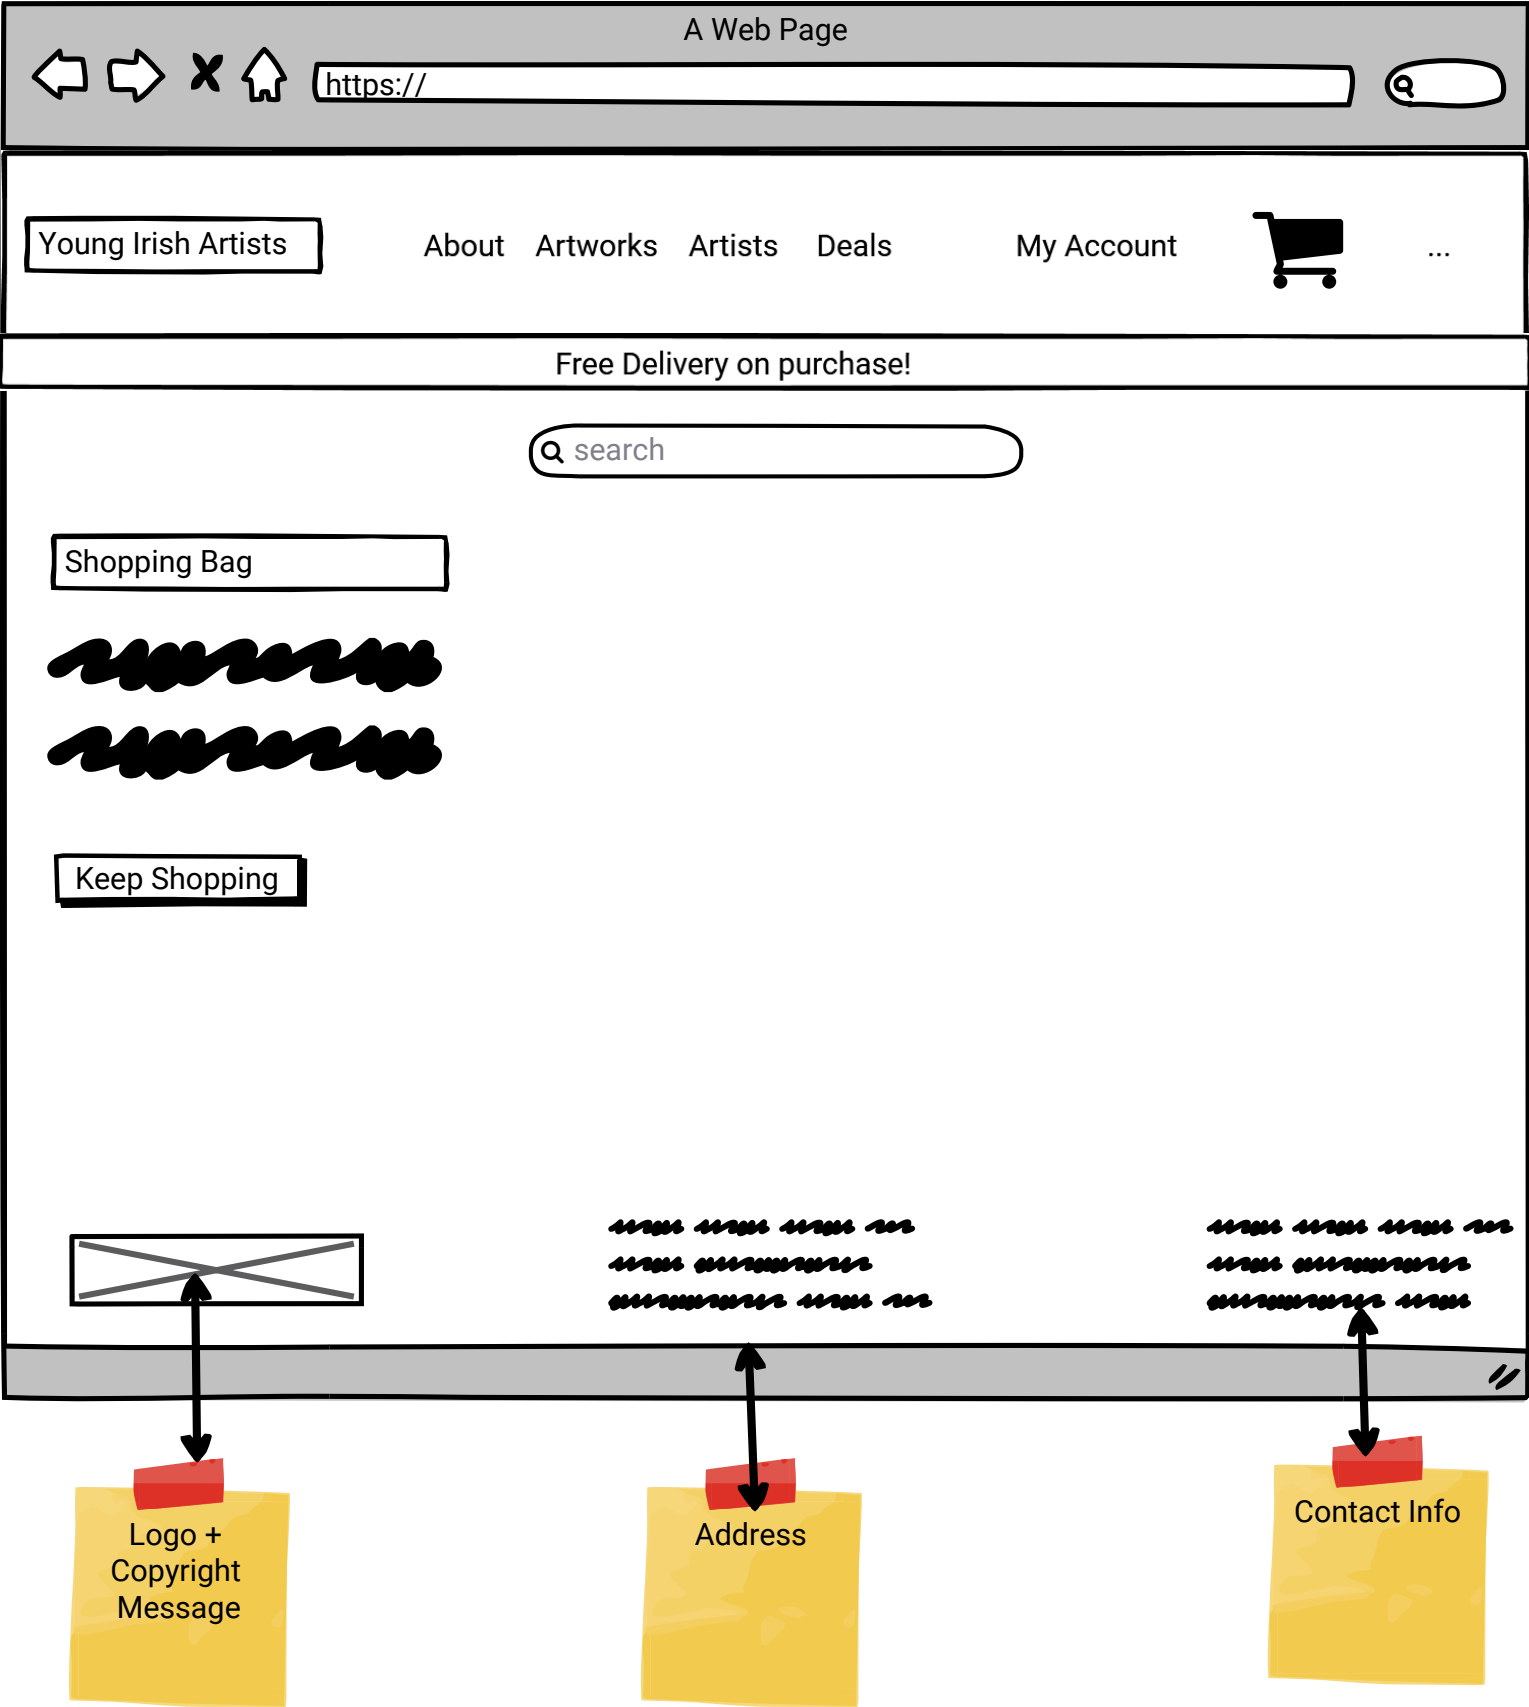 A Web Page
https://
Young Irish Artists
About Artworks Artists Deals My Account ...
Free Delivery on purchase!
search
Shopping Bag
Keep Shopping
Logo +
Copyright
Message
Address
Contact Info